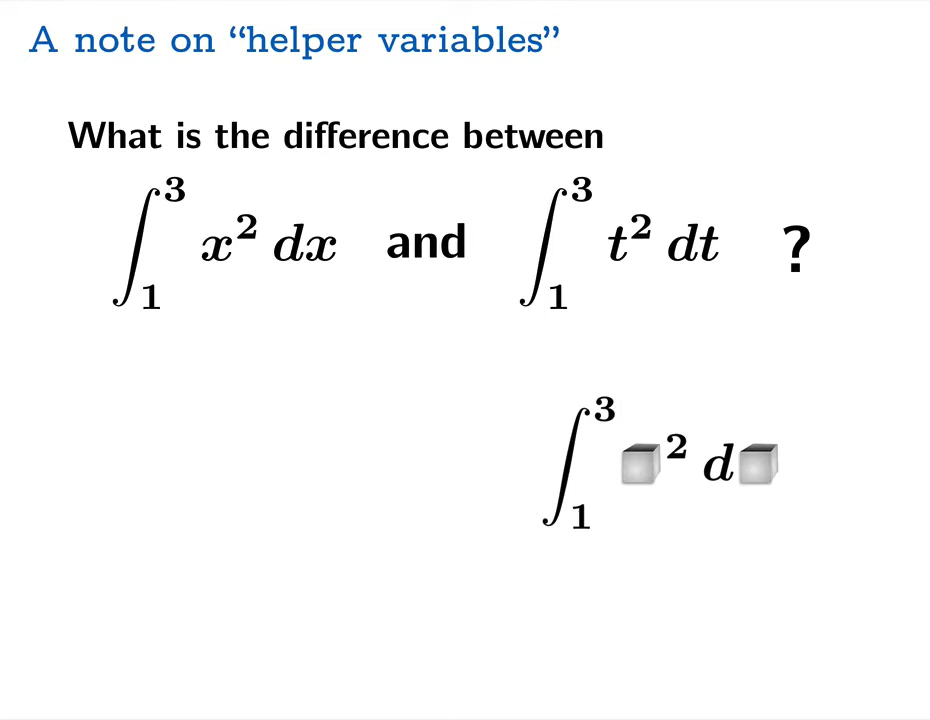 A note on “helper variables”
What is the difference between
∫₁³ x² dx and ∫₁³ t² dt ?
∫₁³ ² d